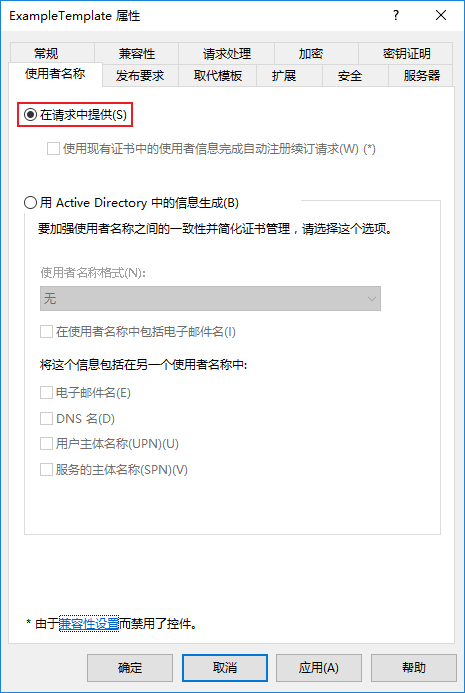 ExampleTemplate 属性
常规 兼容性 请求处理 加密 密钥证明
使用者名称 发布要求 取代模板 扩展 安全 服务器
在请求中提供(S)
使用现有证书中的使用者信息完成自动注册续订请求(W) (*)
用 Active Directory 中的信息生成(B)
要加强使用者名称之间的一致性并简化证书管理，请选择这个选项。
使用者名称格式(N):
无
在使用者名称中包括电子邮件名(I)
将这个信息包括在另一个使用者名称中:
电子邮件名(E)
DNS 名(D)
用户主体名称(UPN)(U)
服务的主体名称(SPN)(V)
* 由于兼容性设置而禁用了控件。
确定 取消 应用(A) 帮助